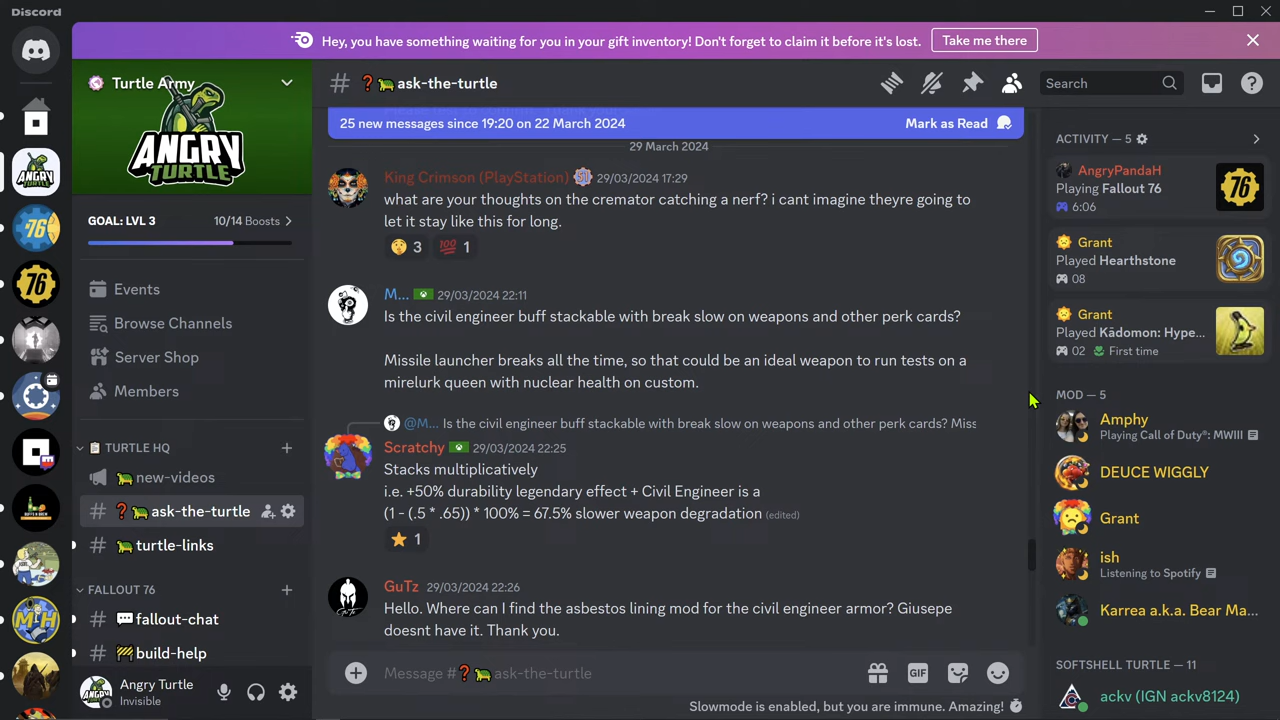 Discord
Hey, you have something waiting for you in your gift inventory! Don't forget to claim it before it's lost.
Take me there
Turtle Army
ANGRY
TURTLE
GOAL: LVL 3
10/14 Boosts
Events
Browse Channels
Server Shop
Members
TURTLE HQ
new-videos
ask-the-turtle
turtle-links
FALLOUT 76
fallout-chat
build-help
Angry Turtle
Invisible
ask-the-turtle
Search
25 new messages since 19:20 on 22 March 2024
Mark as Read
29 March 2024
King Crimson (PlayStation) 29/03/2024 17:29
what are your thoughts on the cremator catching a nerf? i cant imagine theyre going to
let it stay like this for long.
3
1
M... 29/03/2024 22:11
Is the civil engineer buff stackable with break slow on weapons and other perk cards?
Missile launcher breaks all the time, so that could be an ideal weapon to run tests on a
mirelurk queen with nuclear health on custom.
@M... Is the civil engineer buff stackable with break slow on weapons and other perk cards? Miss
Scratchy 29/03/2024 22:25
Stacks multiplicatively
i.e. +50% durability legendary effect + Civil Engineer is a
(1 - (.5 * .65)) * 100% = 67.5% slower weapon degradation (edited)
1
GuTz 29/03/2024 22:26
Hello. Where can I find the asbestos lining mod for the civil engineer armor? Giusepe
doesnt have it. Thank you.
Message #❓🐢ask-the-turtle
Slowmode is enabled, but you are immune. Amazing!
ACTIVITY — 5
AngryPandaH
Playing Fallout 76
6:06
Grant
Played Hearthstone
08
Grant
Played Kādomon: Hype...
02 First time
MOD — 5
Amphy
Playing Call of Duty®: MWIII
DEUCE WIGGLY
Grant
ish
Listening to Spotify
Karrea a.k.a. Bear Ma...
SOFTSHELL TURTLE — 11
ackv (IGN ackv8124)